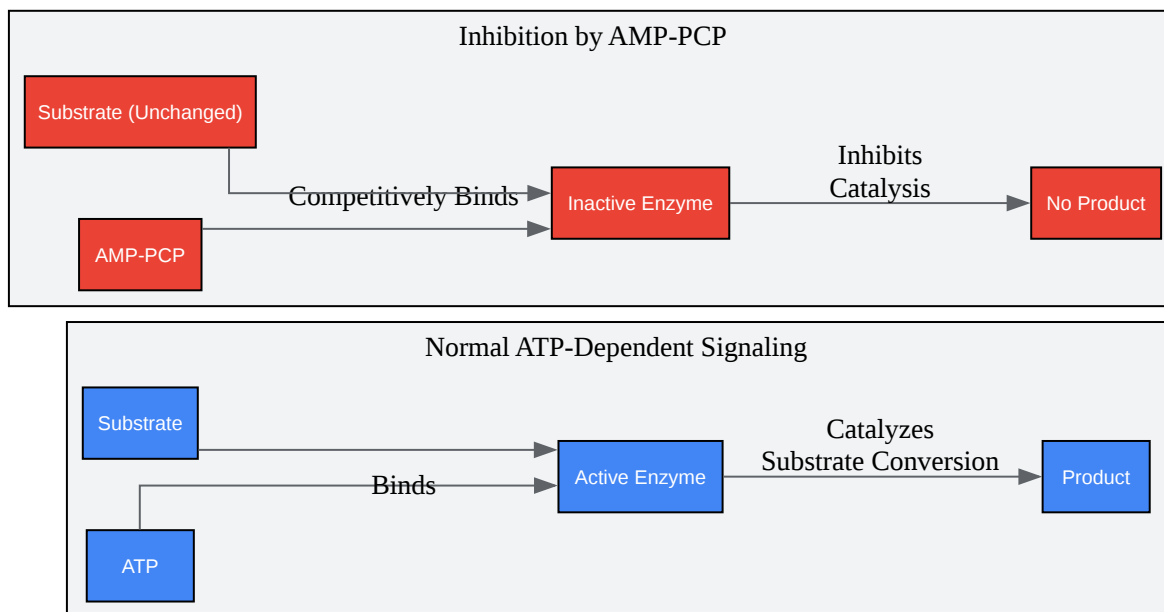 Inhibition by AMP-PCP
Substrate (Unchanged)
Competitively Binds
AMP-PCP
Inactive Enzyme
Inhibits
Catalysis
No Product
Normal ATP-Dependent Signaling
Substrate
Binds
ATP
Active Enzyme
Catalyzes
Substrate Conversion
Product